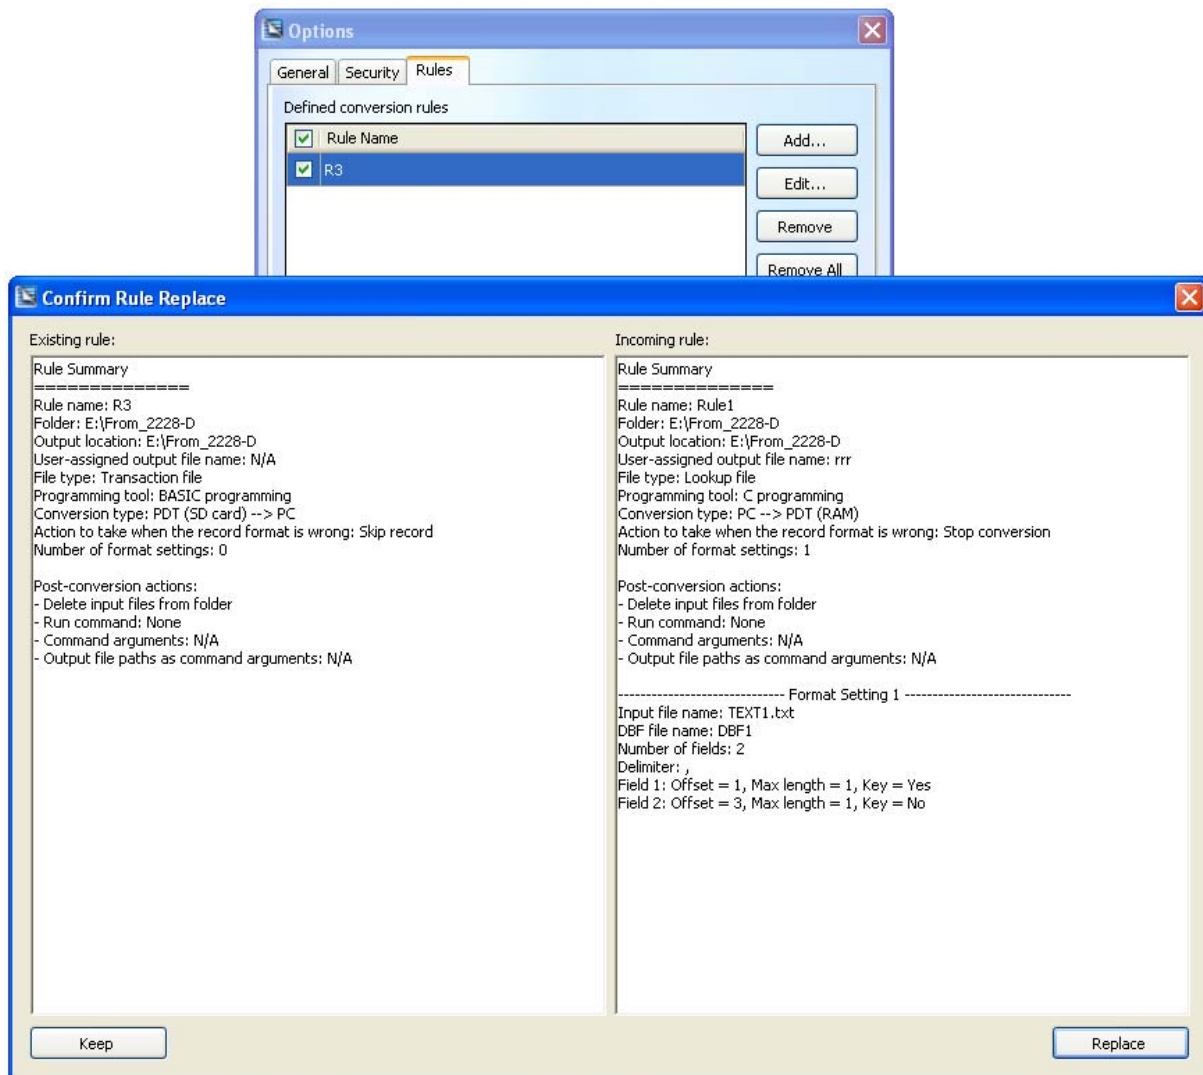 Options
General Security Rules
Defined conversion rules
Rule Name
Add...
R3
Edit...
Remove
Remove All
Confirm Rule Replace
Existing rule:
Rule Summary
==============
Rule name: R3
Folder: E:\From_2228-D
Output location: E:\From_2228-D
User-assigned output file name: N/A
File type: Transaction file
Programming tool: BASIC programming
Conversion type: PDT (SD card) --> PC
Action to take when the record format is wrong: Skip record
Number of format settings: 0
Post-conversion actions:
- Delete input files from folder
- Run command: None
- Command arguments: N/A
- Output file paths as command arguments: N/A
Incoming rule:
Rule Summary
==============
Rule name: Rule1
Folder: E:\From_2228-D
Output location: E:\From_2228-D
User-assigned output file name: rrr
File type: Lookup file
Programming tool: C programming
Conversion type: PC --> PDT (RAM)
Action to take when the record format is wrong: Stop conversion
Number of format settings: 1
Post-conversion actions:
- Delete input files from folder
- Run command: None
- Command arguments: N/A
- Output file paths as command arguments: N/A
------------------------------ Format Setting 1 ------------------------------
Input file name: TEXT1.txt
DBF file name: DBF1
Number of fields: 2
Delimiter: ,
Field 1: Offset = 1, Max length = 1, Key = Yes
Field 2: Offset = 3, Max length = 1, Key = No
Keep
Replace